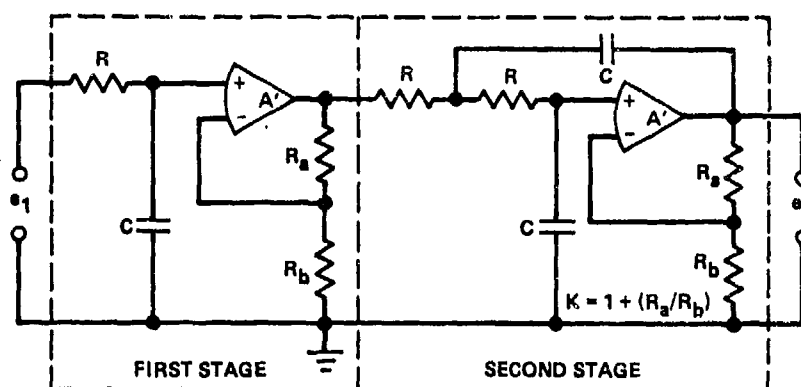 R
+
A'
−
R
R
C
+
A'
−
e1
C
Ra
Rb
C
Ra
Rb
e
K = 1 + (Ra/Rb)
FIRST STAGE
SECOND STAGE